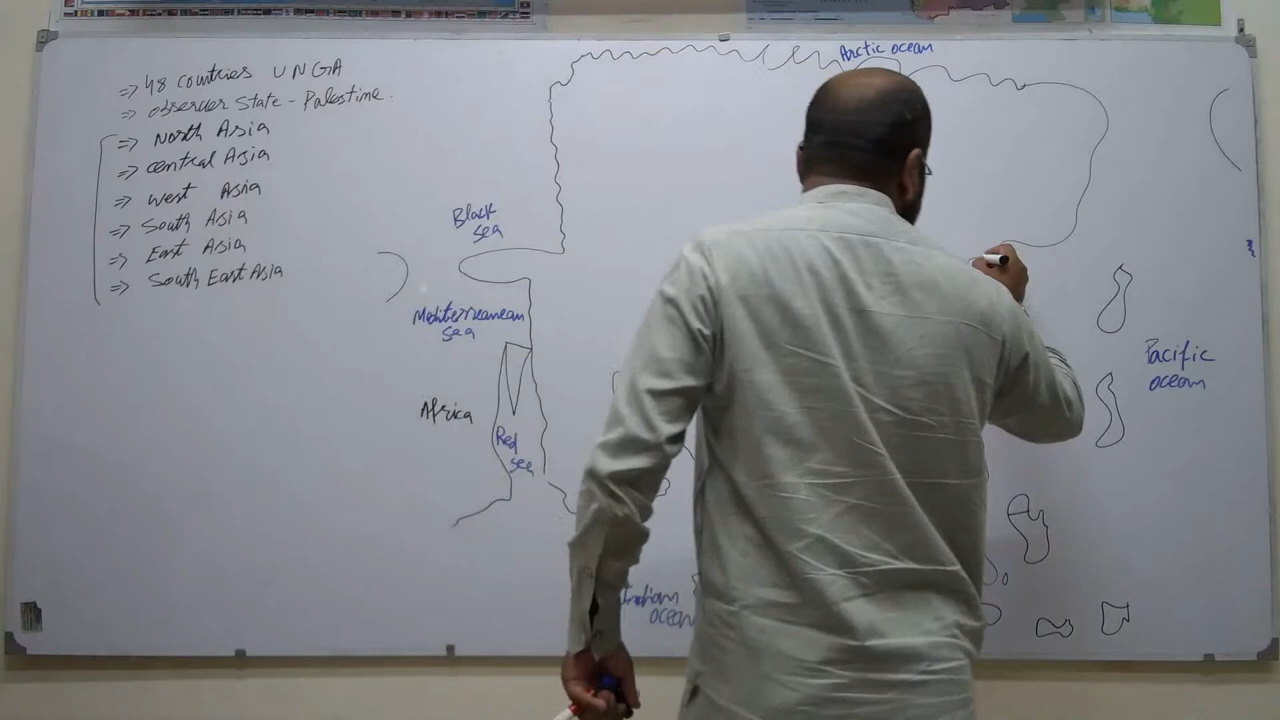 ⇒ 48 countries UNGA
⇒ observer State - Palestine.
⇒ North Asia
⇒ central Asia
⇒ West Asia
⇒ South Asia
⇒ East Asia
⇒ South East Asia
Arctic ocean
Black
sea
Mediterranean
sea
Africa
Red
sea
Pacific
ocean
Indian
ocean